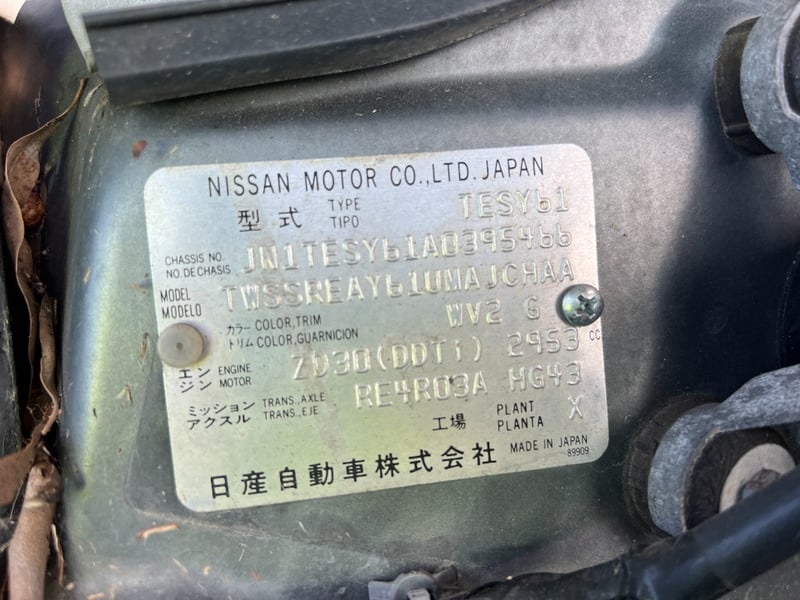 NISSAN MOTOR CO.,LTD. JAPAN
型式 TYPE TIPO TESY61
CHASSIS NO. NO.DE CHASIS JN1TESY61A0395466
MODEL MODELO TWSSREAY61UMAJCHAA
カラー COLOR,TRIM トリム COLOR,GUARNICION WV2 G
エンジン ENGINE MOTOR ZD30(DDTi) 2953 CC
ミッション TRANS.,AXLE アクスル TRANS.,EJE RE4R03A HG43
工場 PLANT PLANTA X
日産自動車株式会社 MADE IN JAPAN
89909